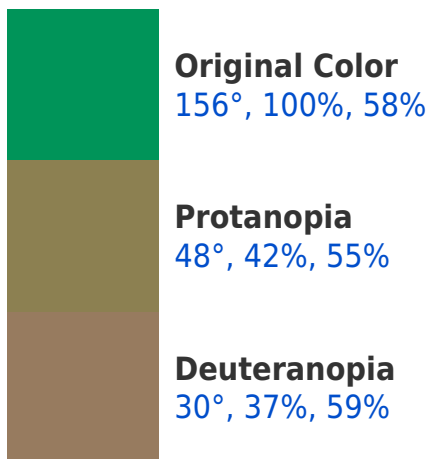 Original Color
156°, 100%, 58%
Protanopia
48°, 42%, 55%
Deuteranopia
30°, 37%, 59%